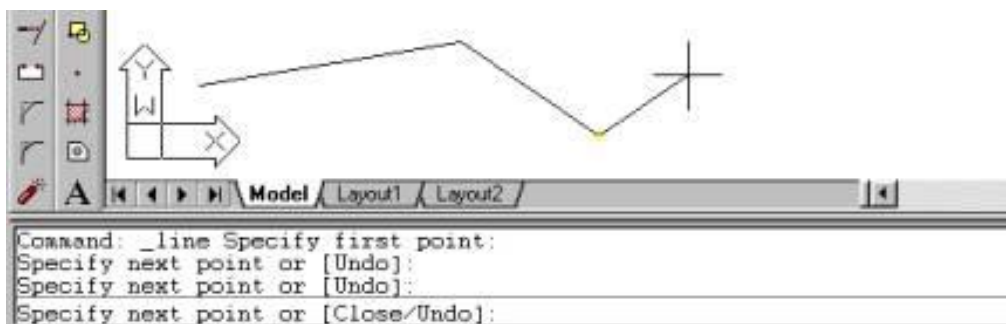 Y
W
X
A
Model Layout1 Layout2
Command: _line Specify first point:
Specify next point or [Undo]:
Specify next point or [Undo]:
Specify next point or [Close/Undo]: